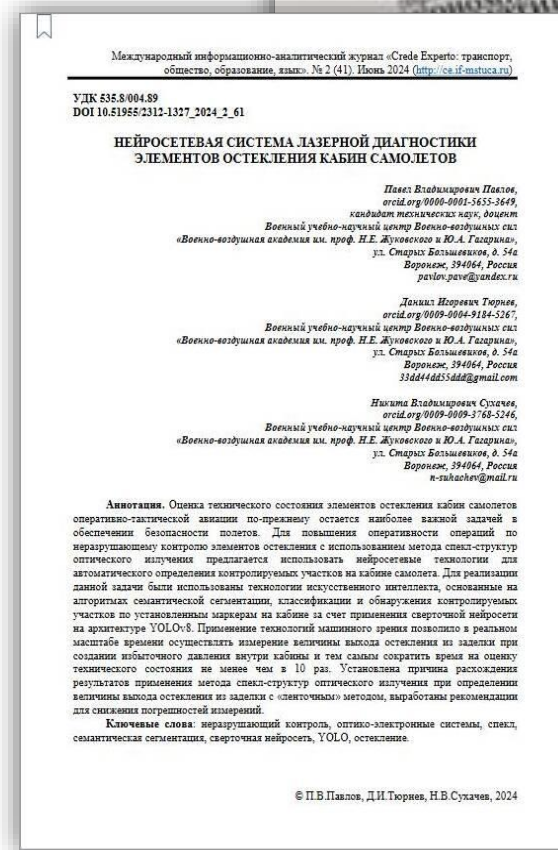 Международный информационно-аналитический журнал «Crede Experto: транспорт,
общество, образование, язык». № 2 (41). Июнь 2024 (http://ce.if-mstuca.ru)
УДК 535.8/004.89
DOI 10.51955/2312-1327_2024_2_61
НЕЙРОСЕТЕВАЯ СИСТЕМА ЛАЗЕРНОЙ ДИАГНОСТИКИ
ЭЛЕМЕНТОВ ОСТЕКЛЕНИЯ КАБИН САМОЛЕТОВ
Павел Владимирович Павлов,
orcid.org/0000-0001-5655-3649,
кандидат технических наук, доцент
Военный учебно-научный центр Военно-воздушных сил
«Военно-воздушная академия им. проф. Н.Е. Жуковского и Ю.А. Гагарина»,
ул. Старых Большевиков, д. 54а
Воронеж, 394064, Россия
pavlov.pave@yandex.ru
Даниил Игоревич Тюрнев,
orcid.org/0009-0004-9184-5267,
Военный учебно-научный центр Военно-воздушных сил
«Военно-воздушная академия им. проф. Н.Е. Жуковского и Ю.А. Гагарина»,
ул. Старых Большевиков, д. 54а
Воронеж, 394064, Россия
33dd44dd55ddd@gmail.com
Никита Владимирович Сухачев,
orcid.org/0009-0009-3768-5246,
Военный учебно-научный центр Военно-воздушных сил
«Военно-воздушная академия им. проф. Н.Е. Жуковского и Ю.А. Гагарина»,
ул. Старых Большевиков, д. 54а
Воронеж, 394064, Россия
n-suhachev@mail.ru
Аннотация. Оценка технического состояния элементов остекления кабин самолетов
оперативно-тактической авиации по-прежнему остается наиболее важной задачей в
обеспечении безопасности полетов. Для повышения оперативности операций по
неразрушающему контролю элементов остекления с использованием метода спекл-структур
оптического излучения предлагается использовать нейросетевые технологии для
автоматического определения контролируемых участков на кабине самолета. Для реализации
данной задачи были использованы технологии искусственного интеллекта, основанные на
алгоритмах семантической сегментации, классификации и обнаружения контролируемых
участков по установленным маркерам на кабине за счет применения сверточной нейросети
на архитектуре YOLOv8. Применение технологий машинного зрения позволило в реальном
масштабе времени осуществлять измерение величины выхода остекления из заделки при
создании избыточного давления внутри кабины и тем самым сократить время на оценку
технического состояния не менее чем в 10 раз. Установлена причина расхождения
результатов применения метода спекл-структур оптического излучения при определении
величины выхода остекления из заделки с «ленточным» методом, выработаны рекомендации
для снижения погрешностей измерений.
Ключевые слова: неразрушающий контроль, оптико-электронные системы, спекл,
семантическая сегментация, сверточная нейросеть, YOLO, остекление.
© П.В.Павлов, Д.И.Тюрнев, Н.В.Сухачев, 2024